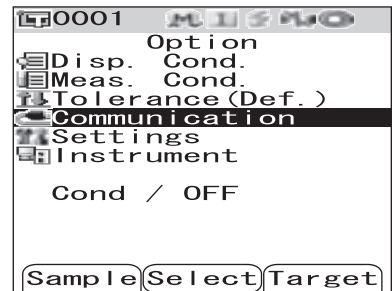 0001
Option
Disp. Cond.
Meas. Cond.
Tolerance(Def.)
Communication
Settings
Instrument
Cond / OFF
Sample Select Target